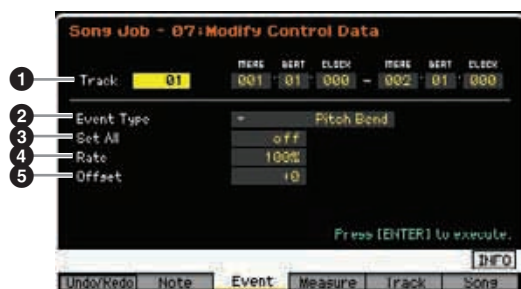 Song Job - 07:Modify Control Data
MEAS BEAT CLOCK MEAS BEAT CLOCK
1 Track 01 001 : 01 : 000 - 002 : 01 : 000
2 Event Type - Pitch Bend
3 Set All off
4 Rate 100%
5 Offset +0
Press [ENTER] to execute.
INFO
Undo/Redo Note Event Measure Track Song